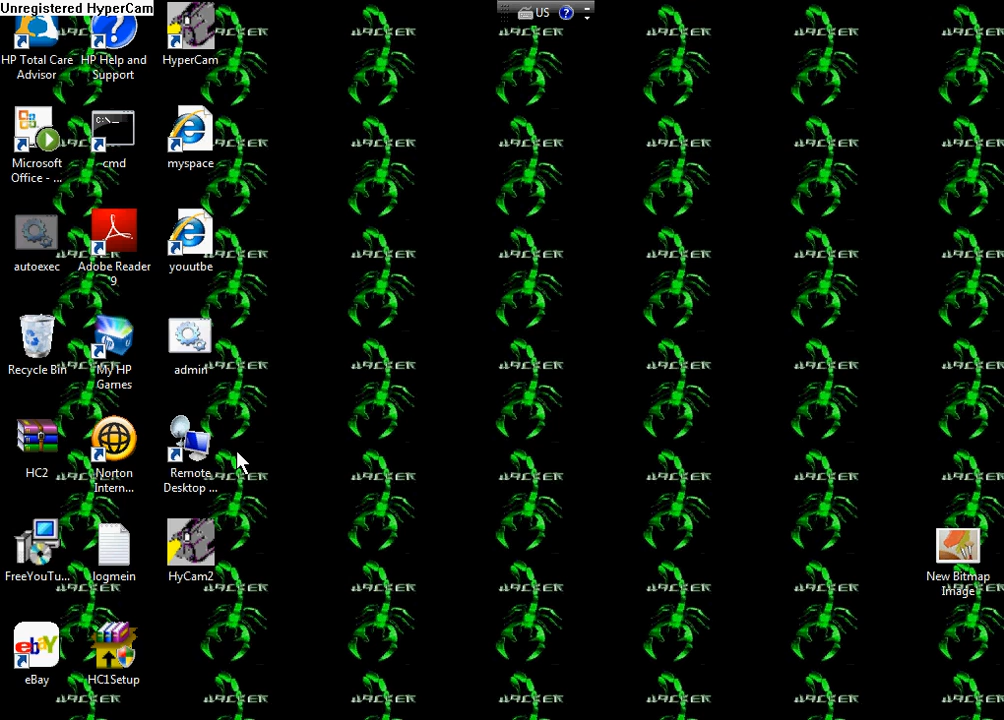 Unregistered HyperCam
US
HP Total Care
Advisor
HP Help and
Support
HyperCam
Microsoft
Office - ...
cmd
myspace
autoexec
Adobe Reader
9
youutbe
Recycle Bin
My HP
Games
admin
HC2
Norton
Intern...
Remote
Desktop ...
FreeYouTu...
logmein
HyCam2
New Bitmap
Image
eBay
HC1Setup